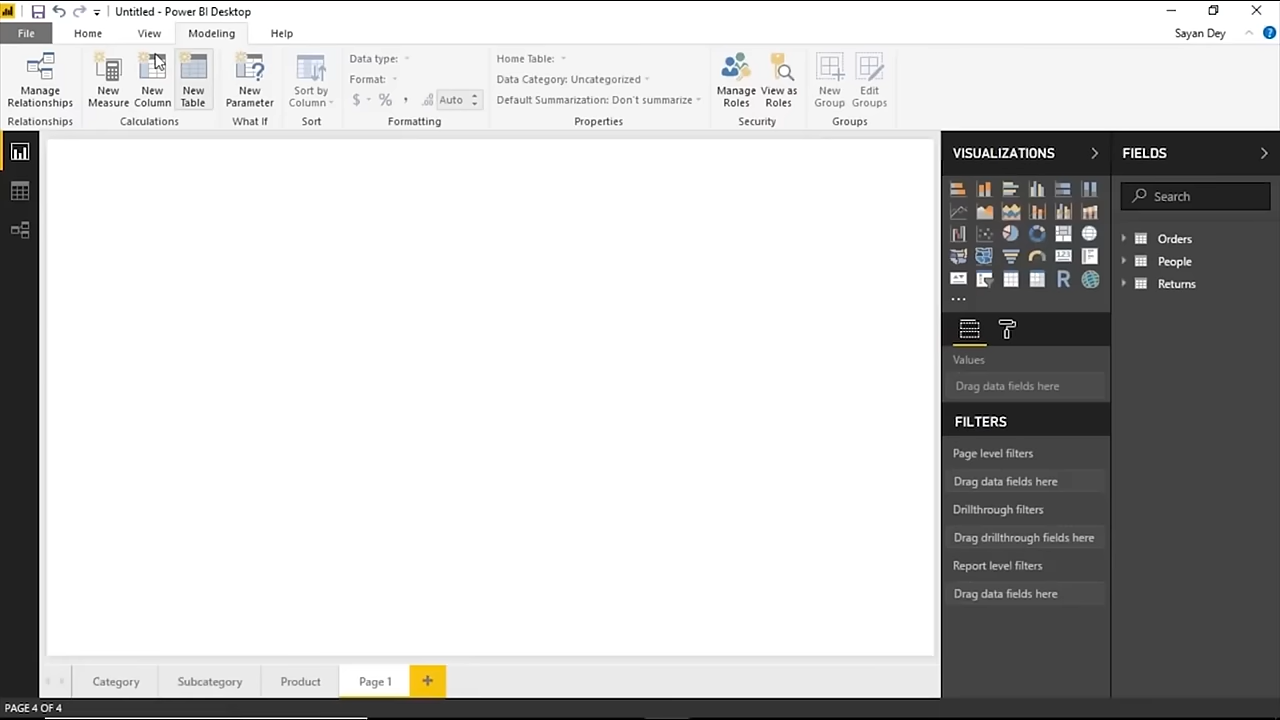 Untitled - Power BI Desktop
File Home View Modeling Help Sayan Dey
Manage Relationships
New Measure
New Column
New Table
New Parameter
Sort by Column
Data type:
Format:
$ % , .00 Auto
Home Table:
Data Category: Uncategorized
Default Summarization: Don't summarize
Manage Roles
View as Roles
New Group
Edit Groups
Relationships Calculations What If Sort Formatting Properties Security Groups
VISUALIZATIONS
FIELDS
Search
Orders
People
Returns
123
R
...
Values
Drag data fields here
FILTERS
Page level filters
Drag data fields here
Drillthrough filters
Drag drillthrough fields here
Report level filters
Drag data fields here
Category Subcategory Product Page 1 +
PAGE 4 OF 4